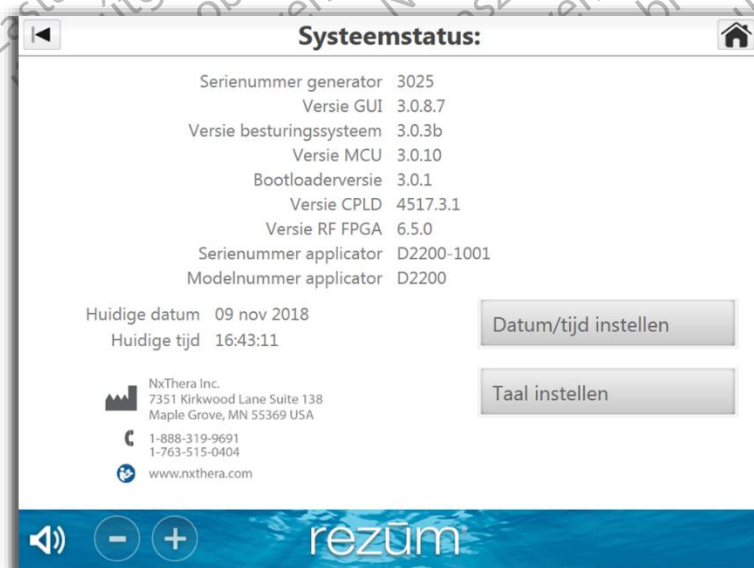 Systeemstatus:
Serienummer generator 3025
Versie GUI 3.0.8.7
Versie besturingssysteem 3.0.3b
Versie MCU 3.0.10
Bootloaderversie 3.0.1
Versie CPLD 4517.3.1
Versie RF FPGA 6.5.0
Serienummer applicator D2200-1001
Modelnummer applicator D2200
Huidige datum 09 nov 2018
Huidige tijd 16:43:11
Datum/tijd instellen
Taal instellen
NxThera Inc.
7351 Kirkwood Lane Suite 138
Maple Grove, MN 55369 USA
1-888-319-9691
1-763-515-0404
www.nxthera.com
rezūm